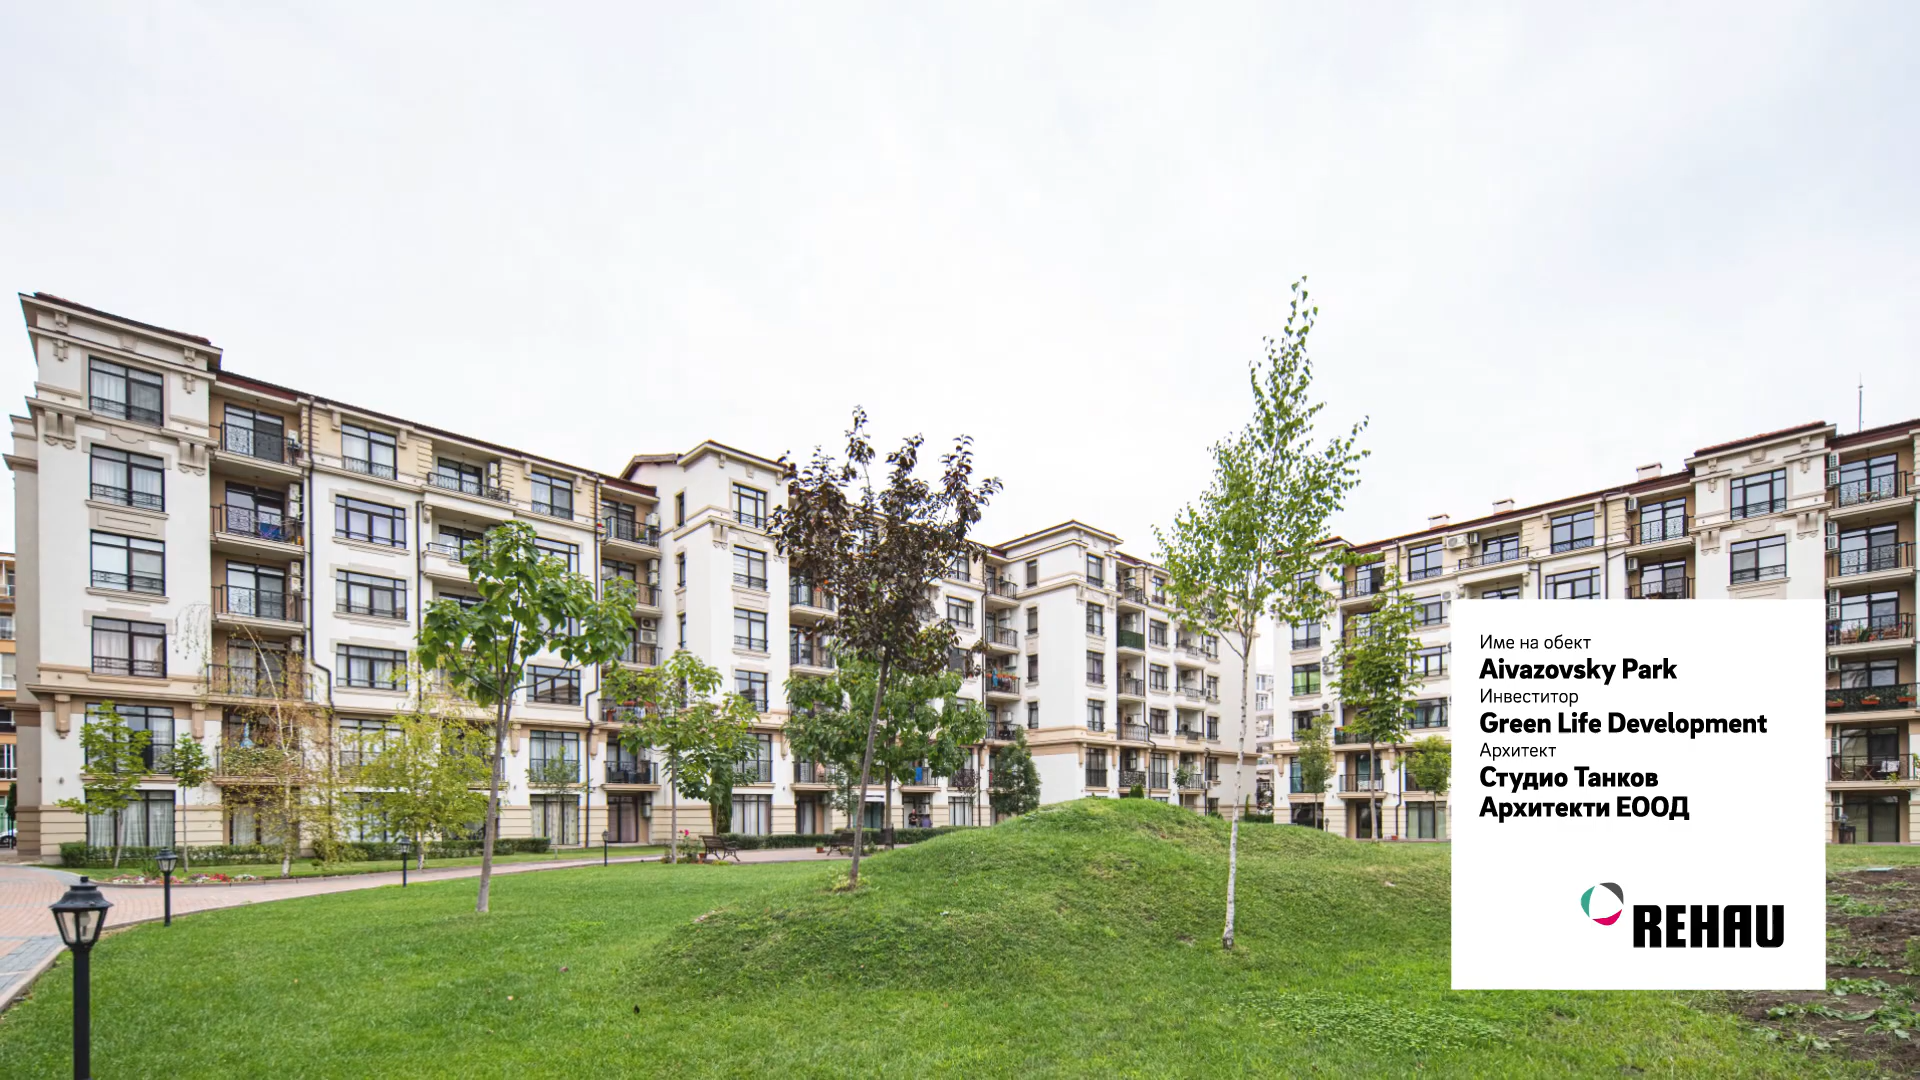 Име на обект
Aivazovsky Park
Инвеститор
Green Life Development
Архитект
Студио Танков
Архитекти ЕООД
REHAU